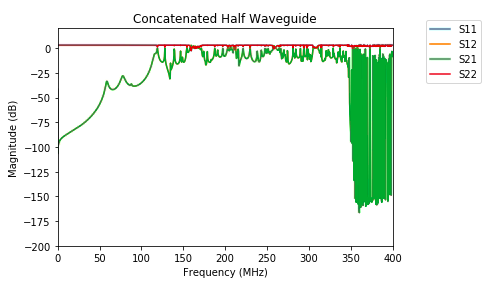 Concatenated Half Waveguide
S11
S12
S21
S22
0
−25
−50
−75
−100
−125
−150
−175
−200
Magnitude (dB)
0 50 100 150 200 250 300 350 400
Frequency (MHz)